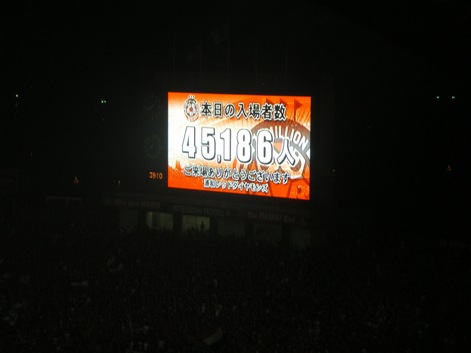 本日の入場者数
45,186人
MILLION
ご来場ありがとうございます
浦和レッドダイヤモンズ